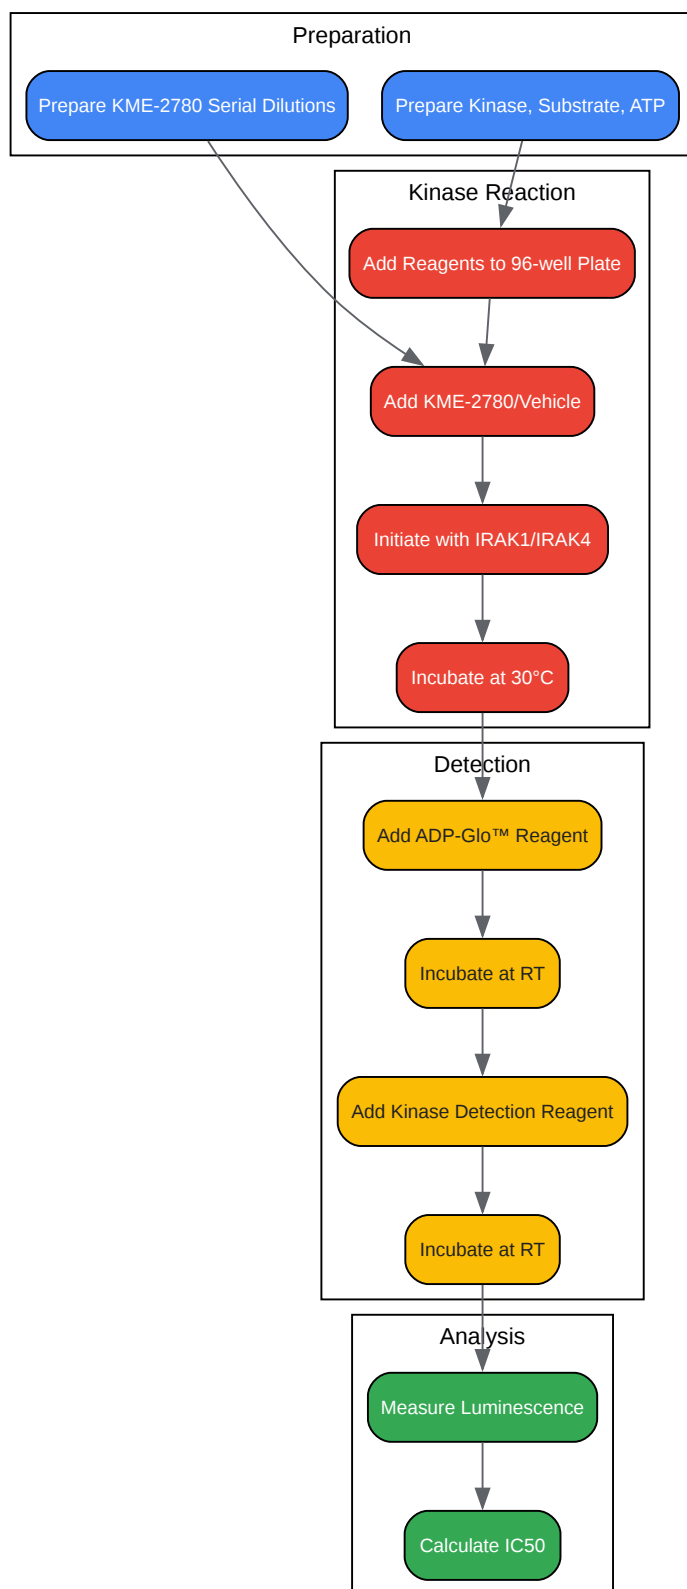 Preparation
Prepare KME-2780 Serial Dilutions
Prepare Kinase, Substrate, ATP
Kinase Reaction
Add Reagents to 96-well Plate
Add KME-2780/Vehicle
Initiate with IRAK1/IRAK4
Incubate at 30°C
Detection
Add ADP-Glo™ Reagent
Incubate at RT
Add Kinase Detection Reagent
Incubate at RT
Analysis
Measure Luminescence
Calculate IC50